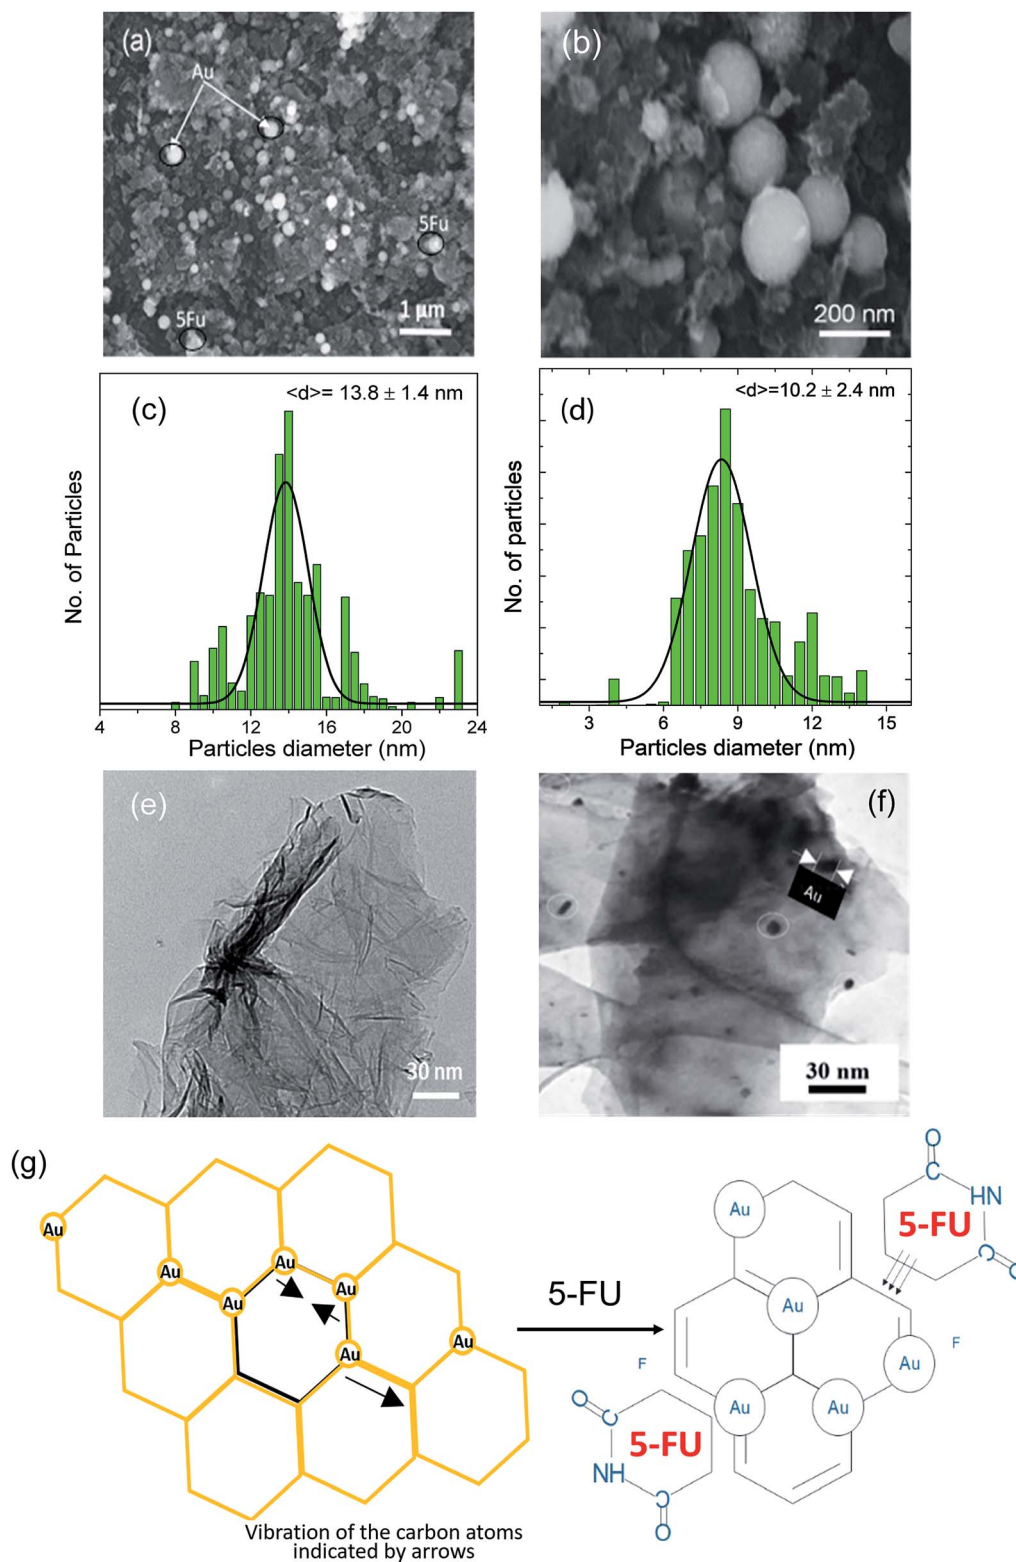 (a)
Au
5Fu
5Fu
1 μm
(b)
200 nm
(c)
<d>= 13.8 ± 1.4 nm
No. of Particles
4 8 12 16 20 24
Particles diameter (nm)
(d)
<d>=10.2 ± 2.4 nm
No. of particles
3 6 9 12 15
Particles diameter (nm)
(e)
30 nm
(f)
Au
30 nm
(g)
Au
Au
Au
Au
Au
Au
Au
Vibration of the carbon atoms
indicated by arrows
5-FU
O
C
HN
5-FU
C
O
Au
Au
Au
Au
Au
F
F
O
C
5-FU
NH
C
O